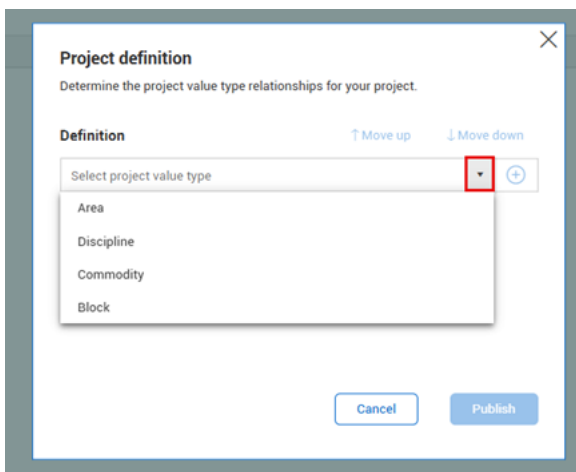 Project definition
Determine the project value type relationships for your project.
Definition
↑ Move up
↓ Move down
Select project value type
Area
Discipline
Commodity
Block
Cancel
Publish